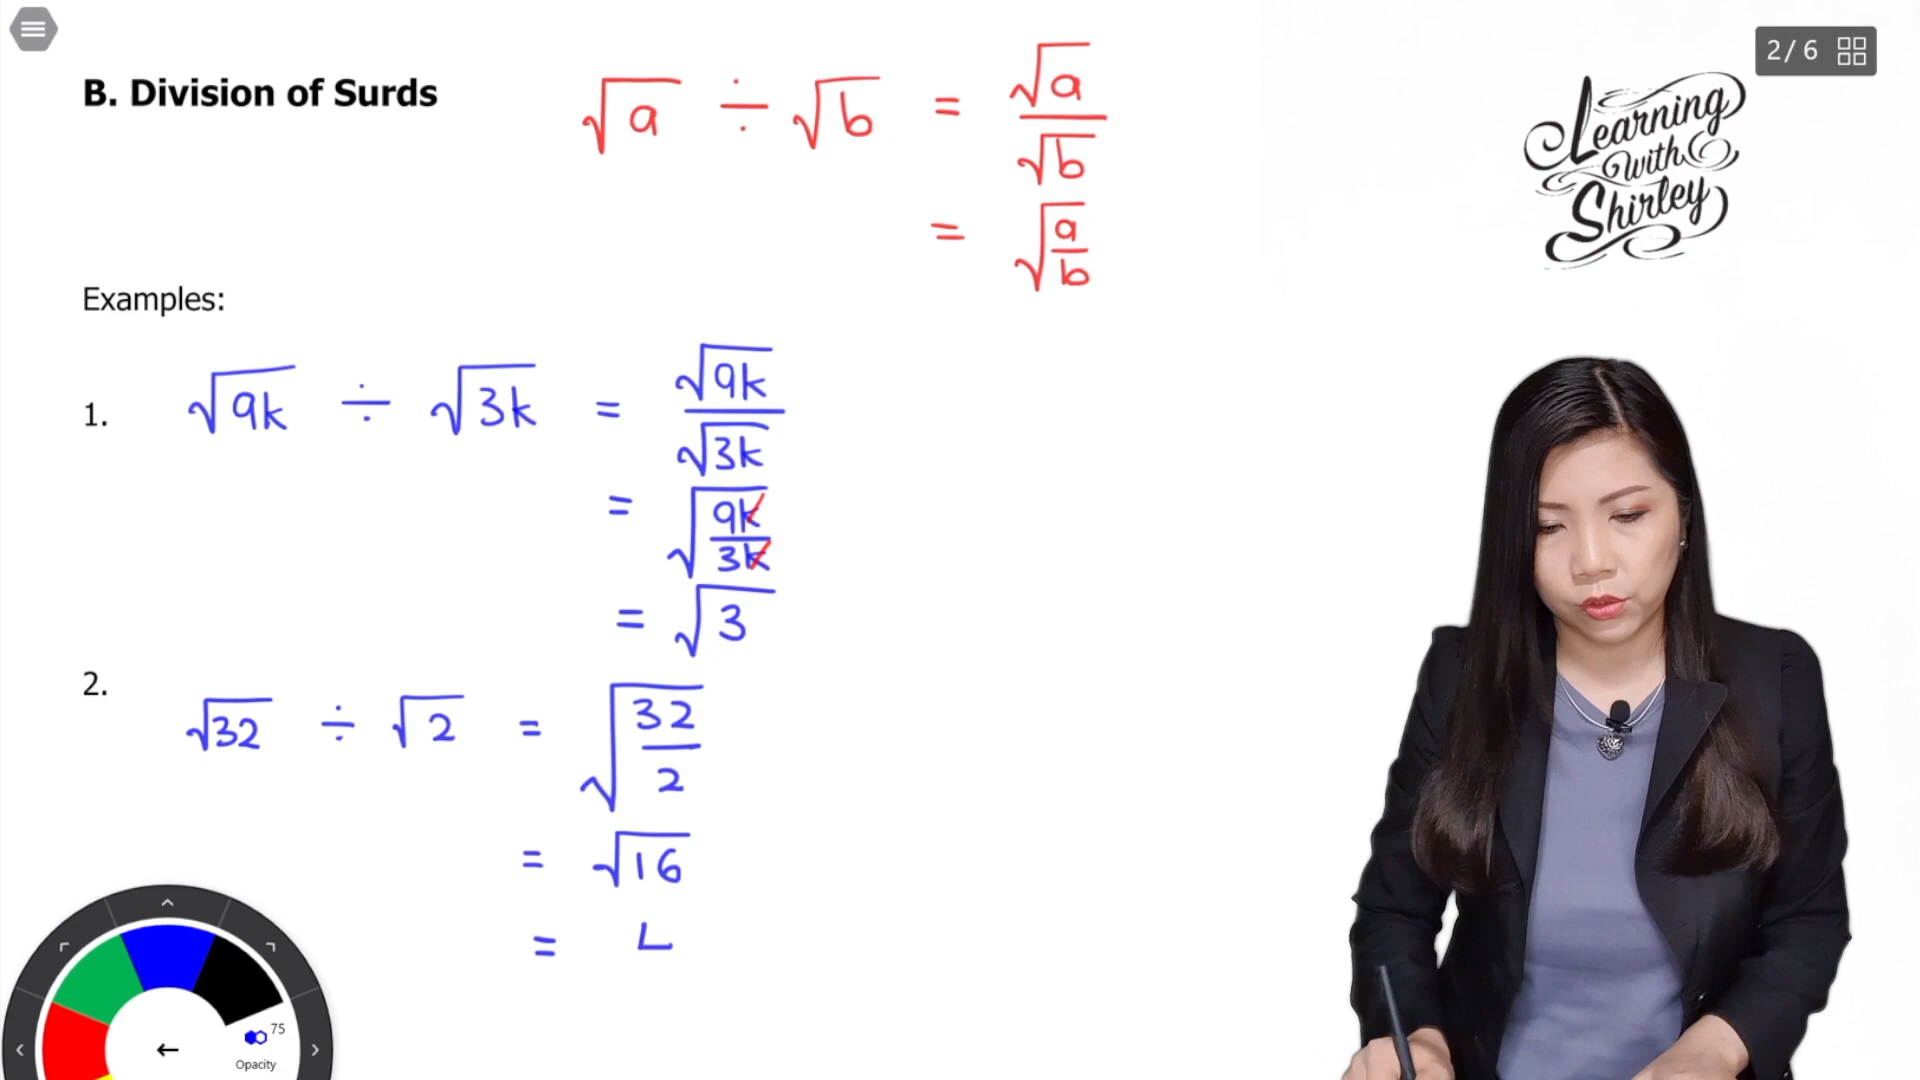 2/6
B. Division of Surds
√a ÷ √b = √a/√b
= √(a/b)
Learning
with
Shirley
Examples:
1. √9k ÷ √3k = √9k/√3k
= √(9k/3k)
= √3
2. √32 ÷ √2 = √(32/2)
= √16
=
75
Opacity